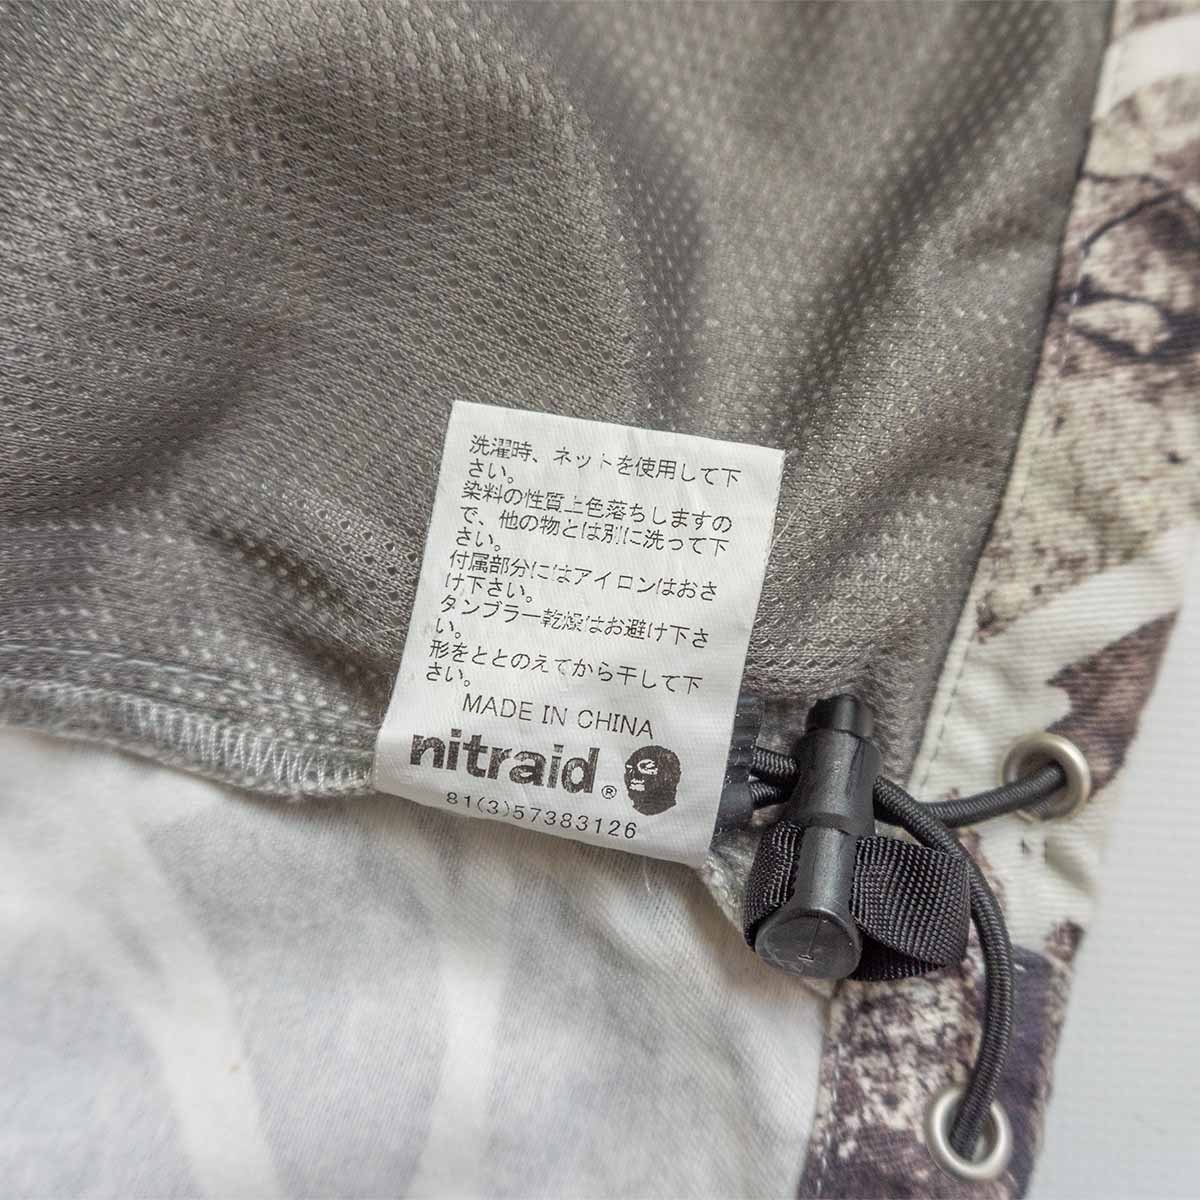 洗濯時、ネットを使用して下
さい。
染料の性質上色落ちしますの
で、他の物とは別に洗って下
さい。
付属部分にはアイロンはおさ
け下さい。
タンブラー乾燥はお避け下さ
い。
形をととのえてから干して下
さい。
MADE IN CHINA
nitraid®
81(3)57383126